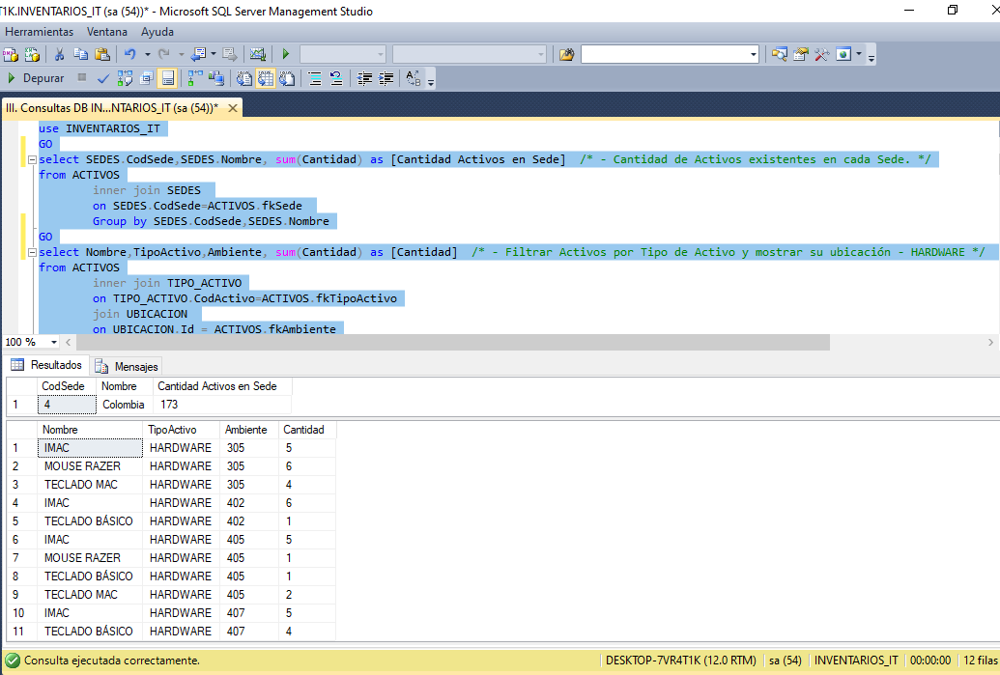 T1K.INVENTARIOS_IT (sa (54))* - Microsoft SQL Server Management Studio
Herramientas Ventana Ayuda
Depurar
III. Consultas DB IN...NTARIOS_IT (sa (54))*
use INVENTARIOS_IT
GO
select SEDES.CodSede,SEDES.Nombre, sum(Cantidad) as [Cantidad Activos en Sede] /* - Cantidad de Activos existentes en cada Sede. */
from ACTIVOS
inner join SEDES
on SEDES.CodSede=ACTIVOS.fkSede
Group by SEDES.CodSede,SEDES.Nombre
GO
select Nombre,TipoActivo,Ambiente, sum(Cantidad) as [Cantidad] /* - Filtrar Activos por Tipo de Activo y mostrar su ubicación - HARDWARE */
from ACTIVOS
inner join TIPO_ACTIVO
on TIPO_ACTIVO.CodActivo=ACTIVOS.fkTipoActivo
join UBICACION
on UBICACION.Id = ACTIVOS.fkAmbiente
100 %
Resultados Mensajes
CodSede Nombre Cantidad Activos en Sede
1 4 Colombia 173
Nombre TipoActivo Ambiente Cantidad
1 IMAC HARDWARE 305 5
2 MOUSE RAZER HARDWARE 305 6
3 TECLADO MAC HARDWARE 305 4
4 IMAC HARDWARE 402 6
5 TECLADO BÁSICO HARDWARE 402 1
6 IMAC HARDWARE 405 5
7 MOUSE RAZER HARDWARE 405 1
8 TECLADO BÁSICO HARDWARE 405 1
9 TECLADO MAC HARDWARE 405 2
10 IMAC HARDWARE 407 5
11 TECLADO BÁSICO HARDWARE 407 4
Consulta ejecutada correctamente. DESKTOP-7VR4T1K (12.0 RTM) sa (54) INVENTARIOS_IT 00:00:00 12 filas